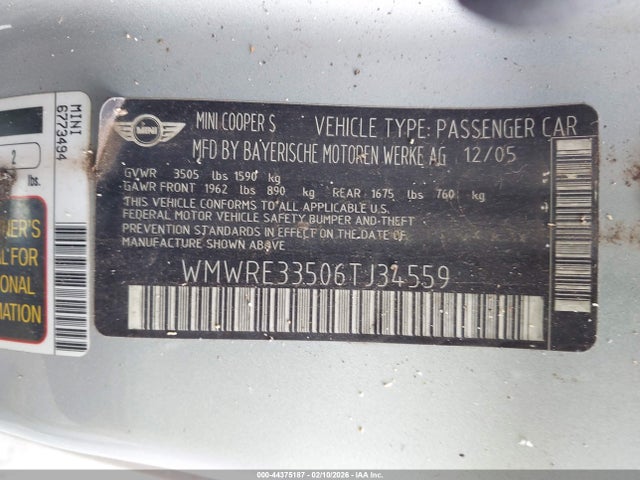 MINI
6773494
2
lbs.
NER'S
AL FOR
IONAL
MATION
MINI
MINI COOPER S VEHICLE TYPE: PASSENGER CAR
MFD BY BAYERISCHE MOTOREN WERKE AG 12/05
GVWR 3505 lbs 1590 kg
GAWR FRONT 1962 lbs 890 kg REAR 1675 lbs 760 kg
THIS VEHICLE CONFORMS TO ALL APPLICABLE U.S.
FEDERAL MOTOR VEHICLE SAFETY BUMPER AND THEFT
PREVENTION STANDARDS IN EFFECT ON THE DATE OF
MANUFACTURE SHOWN ABOVE.
WMWRE33506TJ34559
000-44375187 - 02/10/2026 - IAA Inc.